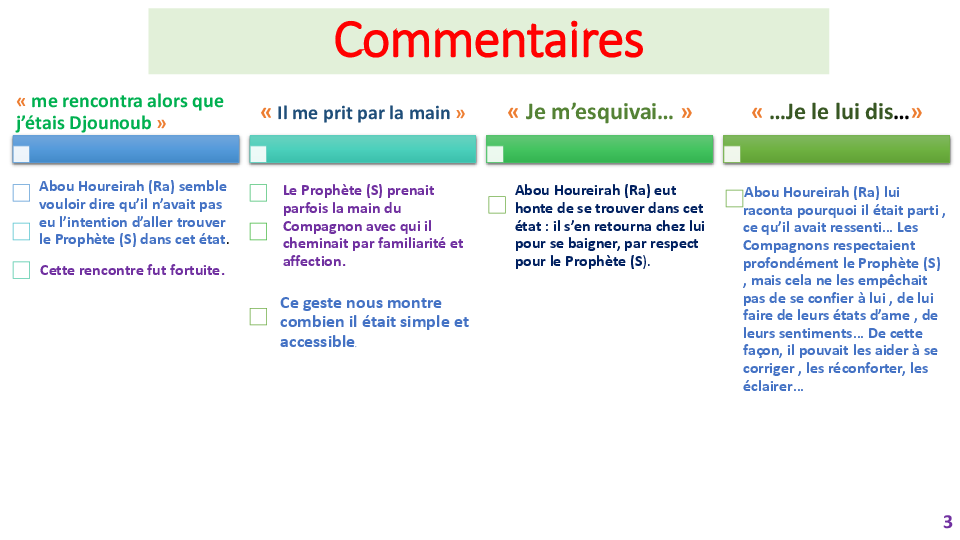 Commentaires
« me rencontra alors que
j’étais Djounoub »
Abou Houreirah (Ra) semble
vouloir dire qu’il n’avait pas
eu l’intention d’aller trouver
le Prophète (S) dans cet état.
Cette rencontre fut fortuite.
« Il me prit par la main »
Le Prophète (S) prenait
parfois la main du
Compagnon avec qui il
cheminait par familiarité et
affection.
Ce geste nous montre
combien il était simple et
accessible.
« Je m’esquivai… »
Abou Houreirah (Ra) eut
honte de se trouver dans cet
état : il s’en retourna chez lui
pour se baigner, par respect
pour le Prophète (S).
« …Je le lui dis…»
Abou Houreirah (Ra) lui
raconta pourquoi il était parti ,
ce qu’il avait ressenti… Les
Compagnons respectaient
profondément le Prophète (S)
, mais cela ne les empêchait
pas de se confier à lui , de lui
faire de leurs états d’ame , de
leurs sentiments… De cette
façon, il pouvait les aider à se
corriger , les réconforter, les
éclairer…
3